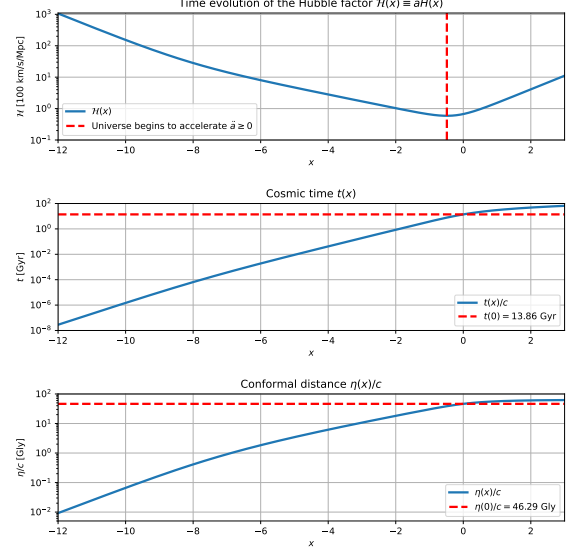 Time evolution of the Hubble factor ℋ(x) ≡ aH(x)
ℋ [100 km/s/Mpc]
10³
10²
10¹
10⁰
10⁻¹
ℋ(x)
Universe begins to accelerate ä ≥ 0
−12 −10 −8 −6 −4 −2 0 2
x
Cosmic time t(x)
t [Gyr]
10²
10⁰
10⁻²
10⁻⁴
10⁻⁶
10⁻⁸
t(x)/c
t(0) = 13.86 Gyr
−12 −10 −8 −6 −4 −2 0 2
x
Conformal distance η(x)/c
η/c [Gly]
10²
10¹
10⁰
10⁻¹
10⁻²
η(x)/c
η(0)/c = 46.29 Gly
−12 −10 −8 −6 −4 −2 0 2
x